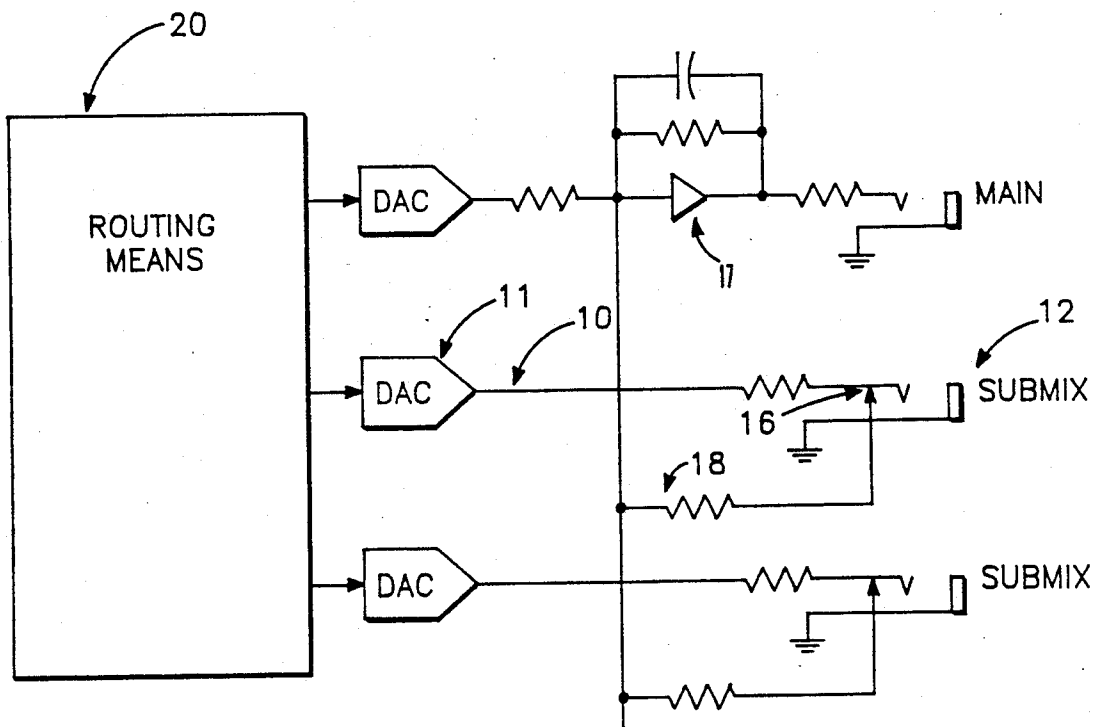 20
ROUTING
MEANS
DAC
MAIN
17
11
10
12
DAC
SUBMIX
16
18
DAC
SUBMIX